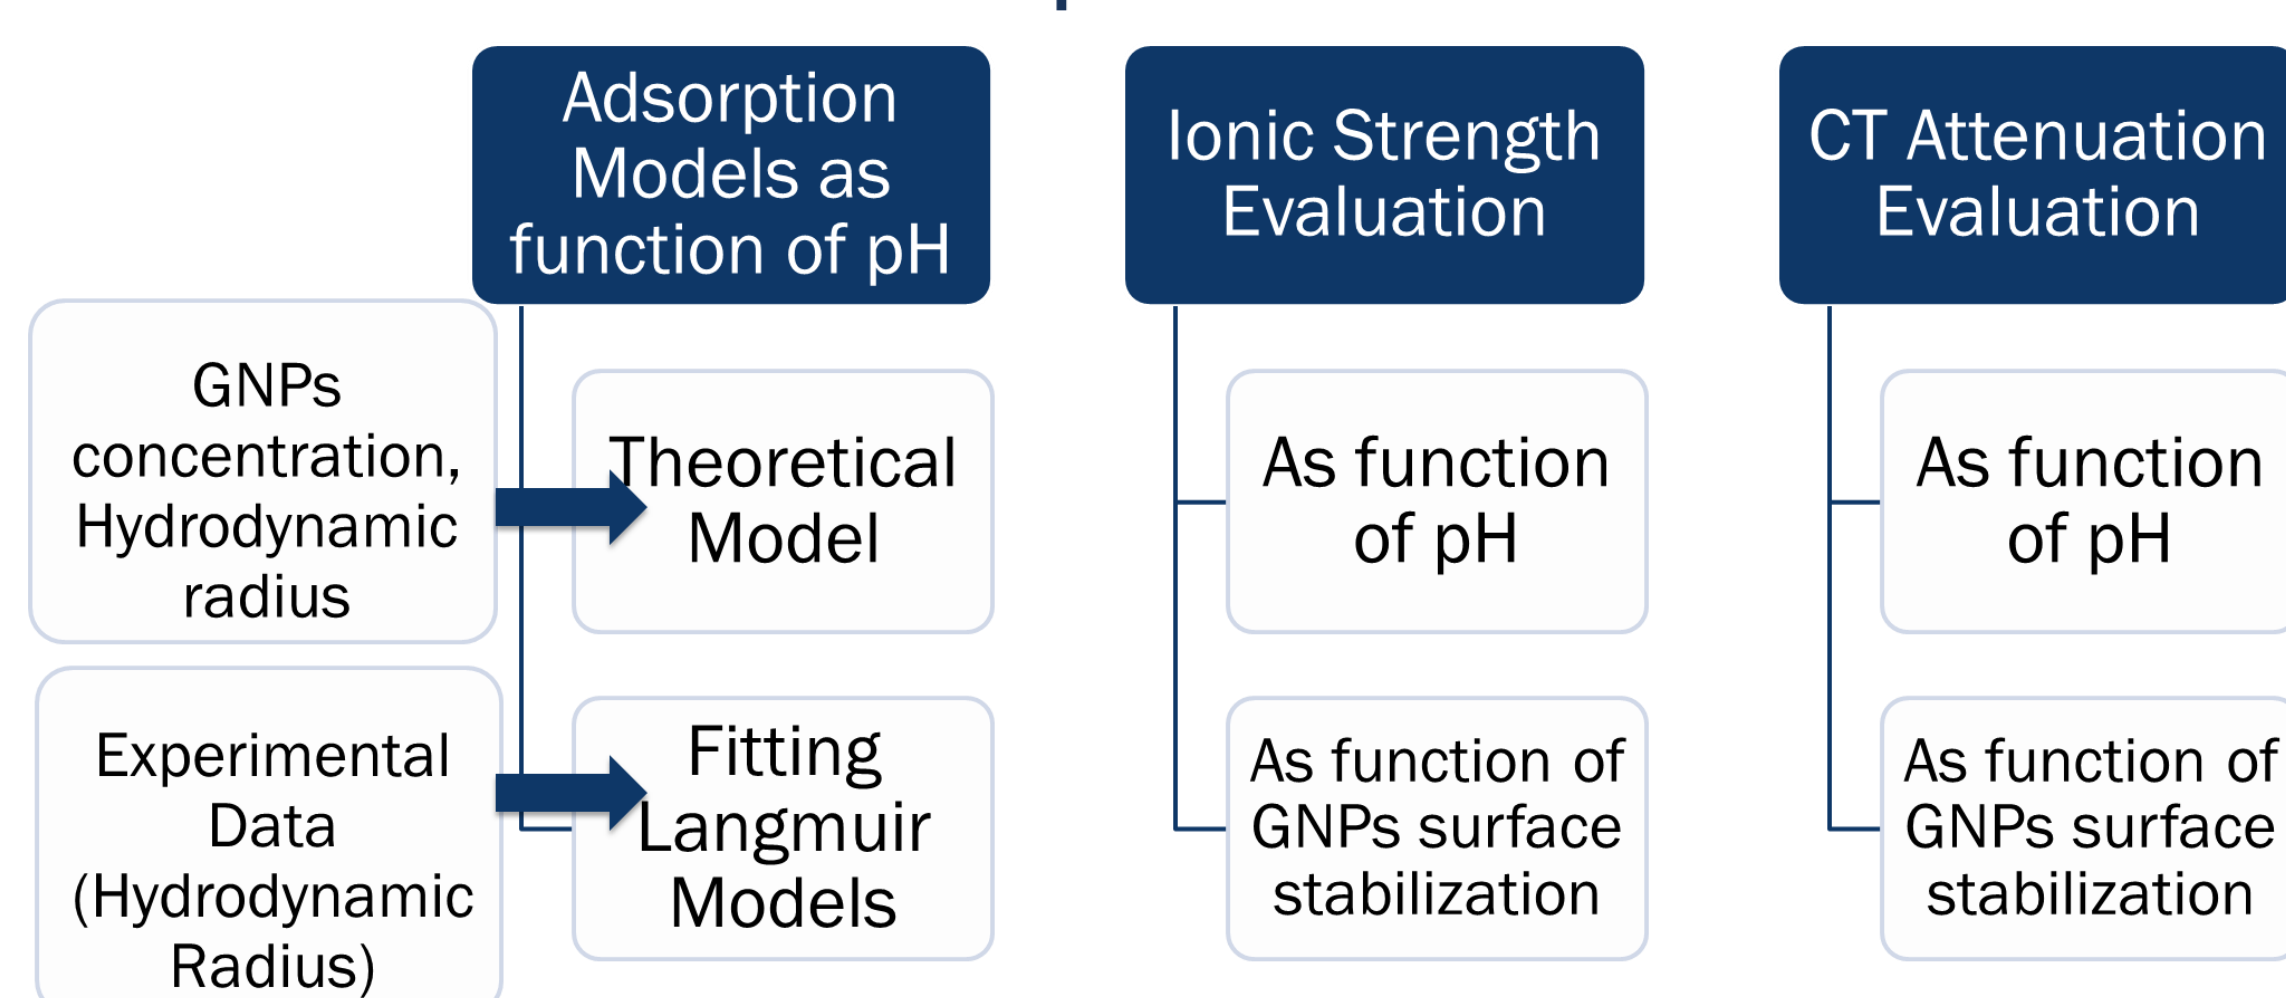 Adsorption
Models as
function of pH
GNPs
concentration,
Hydrodynamic
radius
Theoretical
Model
Experimental
Data
(Hydrodynamic
Radius)
Fitting
Langmuir
Models
Ionic Strength
Evaluation
As function
of pH
As function of
GNPs surface
stabilization
CT Attenuation
Evaluation
As function
of pH
As function of
GNPs surface
stabilization